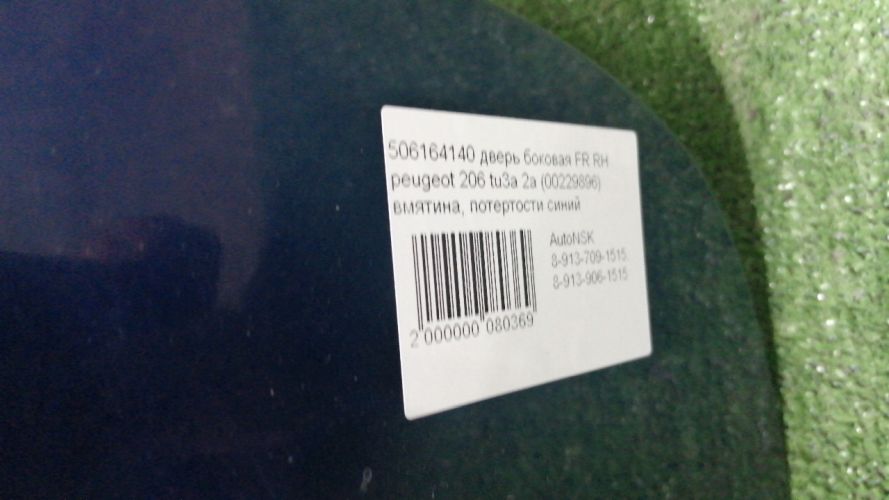 506164140 дверь боковая FR RH
peugeot 206 tu3a 2a (00229896)
вмятина, потертости синий
AutoNSK
8-913-709-1515,
8-913-906-1515
2 000000 080369